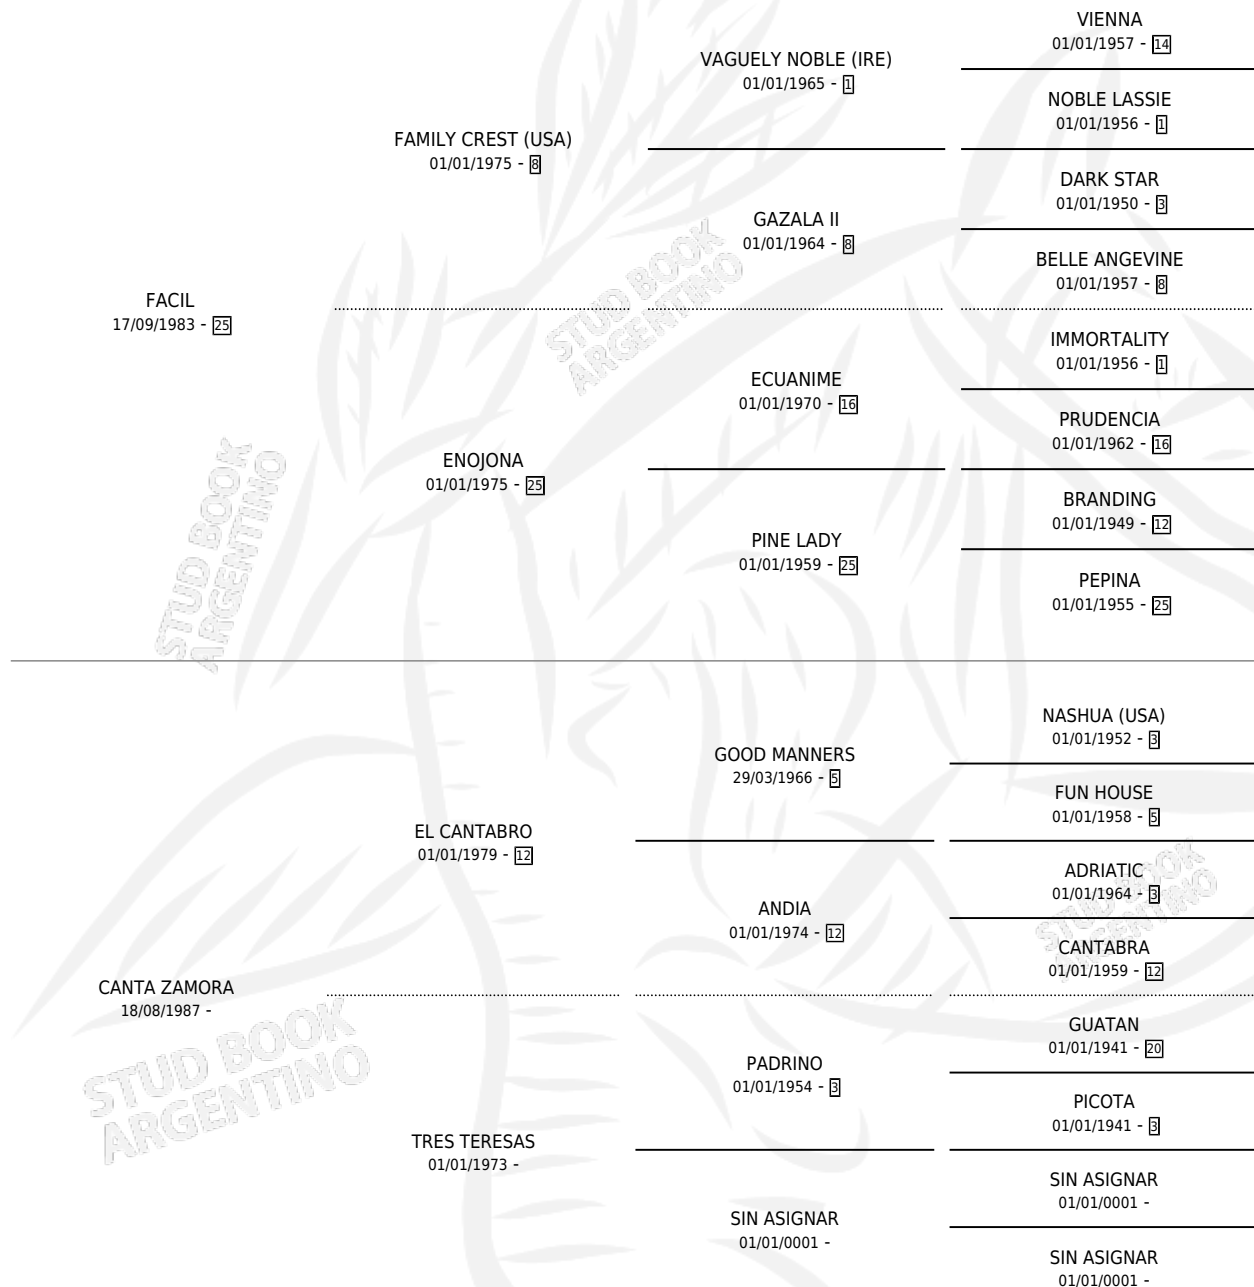 VIENNA
01/01/1957 - 14
VAGUELY NOBLE (IRE)
01/01/1965 - 1
NOBLE LASSIE
01/01/1956 - 1
FAMILY CREST (USA)
01/01/1975 - 8
DARK STAR
01/01/1950 - 3
GAZALA II
01/01/1964 - 8
BELLE ANGEVINE
01/01/1957 - 8
FACIL
17/09/1983 - 25
IMMORTALITY
01/01/1956 - 1
ECUANIME
01/01/1970 - 16
PRUDENCIA
01/01/1962 - 16
ENOJONA
01/01/1975 - 25
BRANDING
01/01/1949 - 12
PINE LADY
01/01/1959 - 25
PEPINA
01/01/1955 - 25
NASHUA (USA)
01/01/1952 - 3
GOOD MANNERS
29/03/1966 - 5
FUN HOUSE
01/01/1958 - 5
EL CANTABRO
01/01/1979 - 12
ADRIATIC
01/01/1964 - 3
ANDIA
01/01/1974 - 12
CANTABRA
01/01/1959 - 12
CANTA ZAMORA
18/08/1987 -
GUATAN
01/01/1941 - 20
PADRINO
01/01/1954 - 3
PICOTA
01/01/1941 - 3
TRES TERESAS
01/01/1973 -
SIN ASIGNAR
01/01/0001 -
SIN ASIGNAR
01/01/0001 -
SIN ASIGNAR
01/01/0001 -
STUD BOOK
ARGENTINO
STUD BOOK
ARGENTINO
STUD BOOK
ARGENTINO
STUD BOOK
ARGENTINO